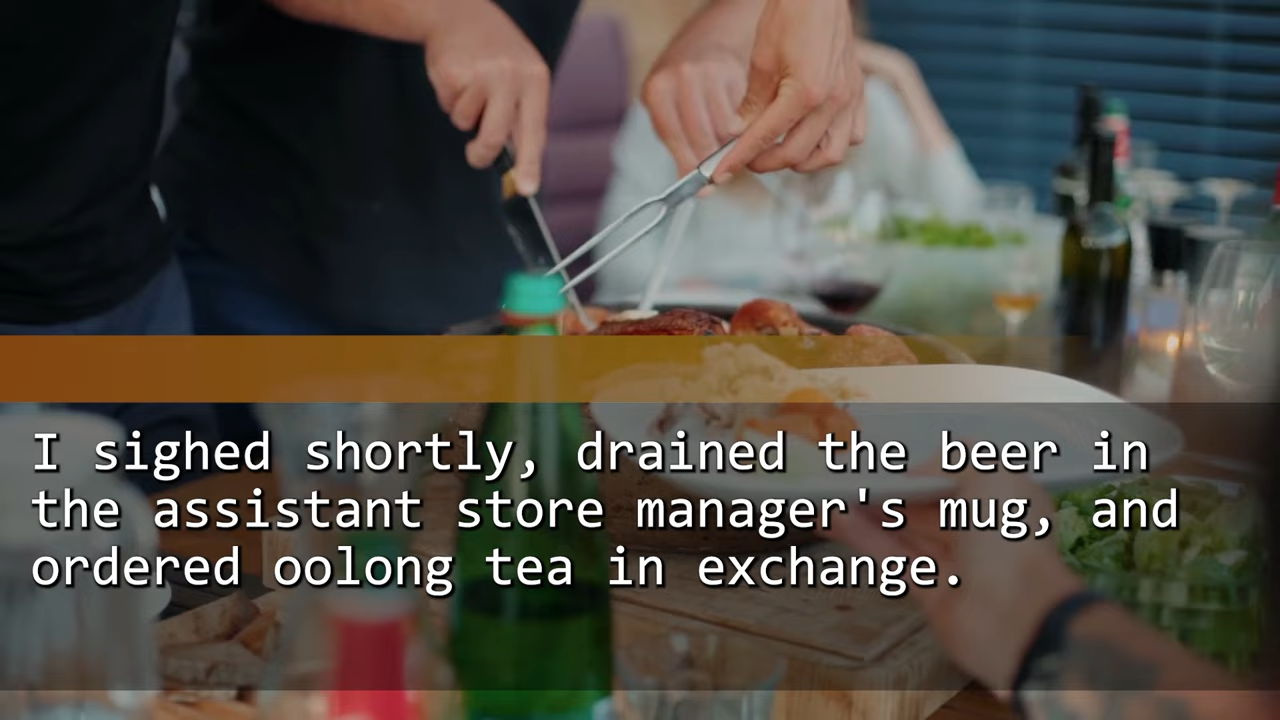 I sighed shortly, drained the beer in
the assistant store manager's mug, and
ordered oolong tea in exchange.